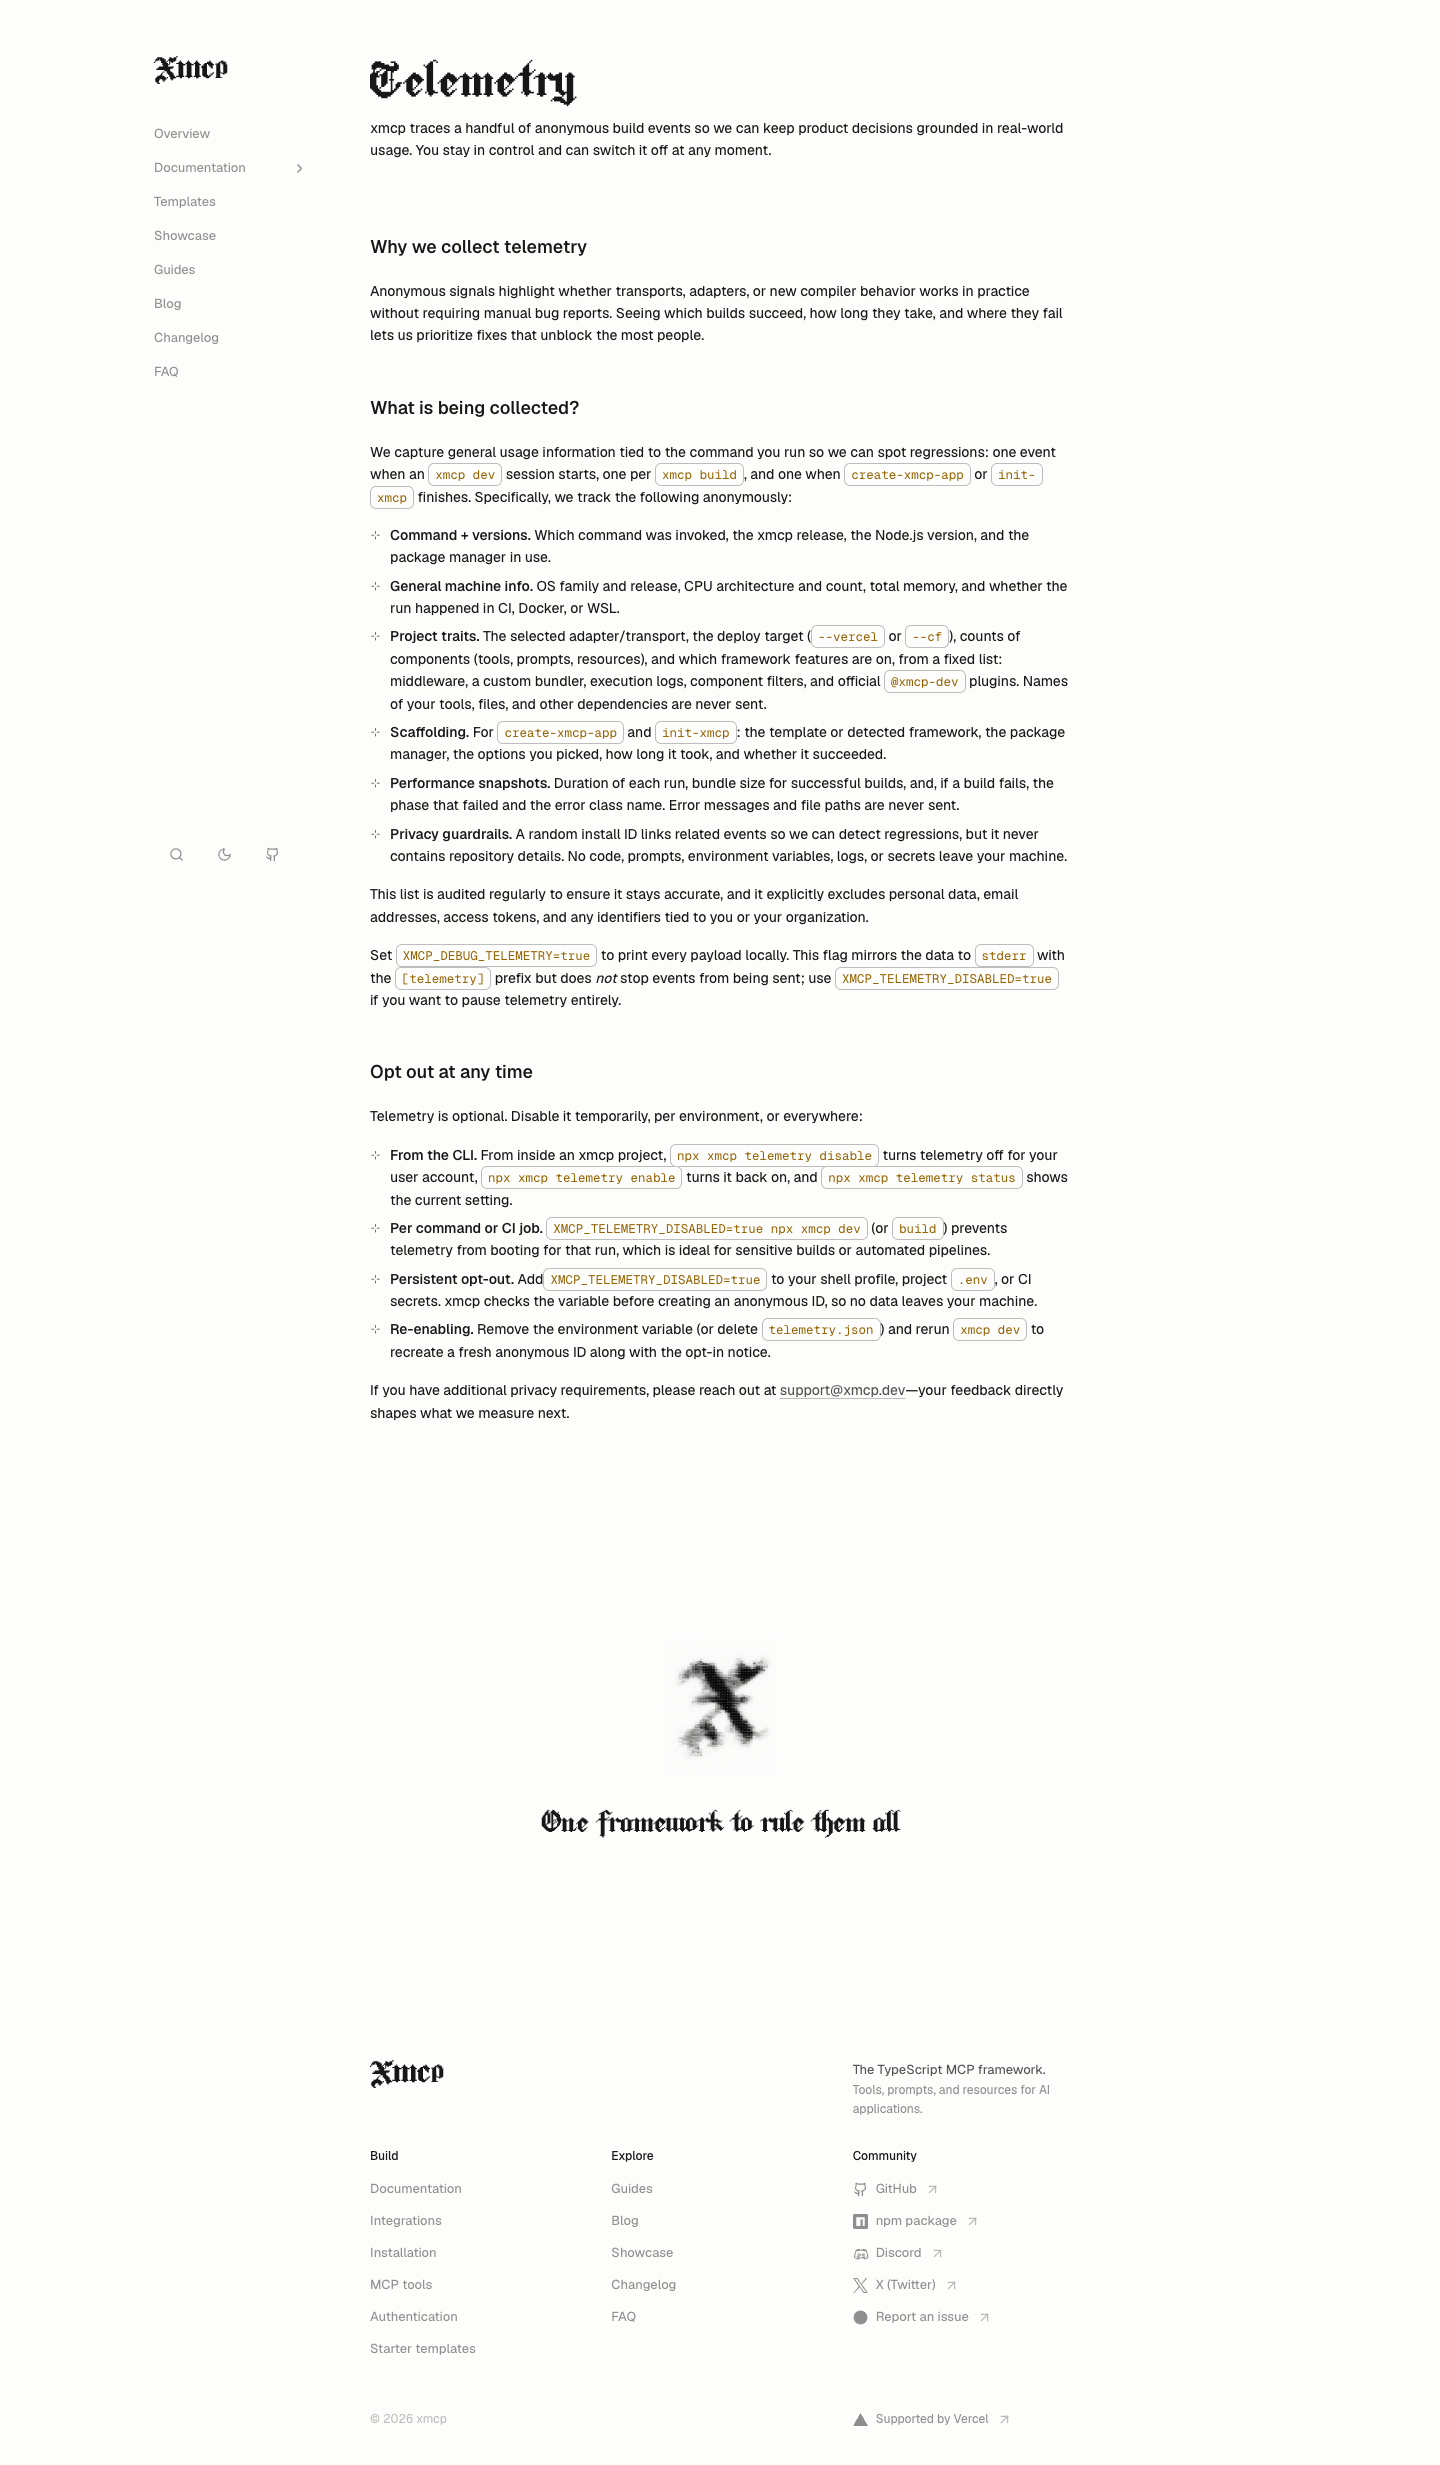 Xmcp
Overview
Documentation
Templates
Showcase
Guides
Blog
Changelog
FAQ
Telemetry
xmcp traces a handful of anonymous build events so we can keep product decisions grounded in real-world
usage. You stay in control and can switch it off at any moment.
Why we collect telemetry
Anonymous signals highlight whether transports, adapters, or new compiler behavior works in practice
without requiring manual bug reports. Seeing which builds succeed, how long they take, and where they fail
lets us prioritize fixes that unblock the most people.
What is being collected?
We capture general usage information tied to the command you run so we can spot regressions: one event
when an xmcp dev session starts, one per xmcp build, and one when create-xmcp-app or init-
xmcp finishes. Specifically, we track the following anonymously:
Command + versions. Which command was invoked, the xmcp release, the Node.js version, and the
package manager in use.
General machine info. OS family and release, CPU architecture and count, total memory, and whether the
run happened in CI, Docker, or WSL.
Project traits. The selected adapter/transport, the deploy target (--vercel or --cf), counts of
components (tools, prompts, resources), and which framework features are on, from a fixed list:
middleware, a custom bundler, execution logs, component filters, and official @xmcp-dev plugins. Names
of your tools, files, and other dependencies are never sent.
Scaffolding. For create-xmcp-app and init-xmcp: the template or detected framework, the package
manager, the options you picked, how long it took, and whether it succeeded.
Performance snapshots. Duration of each run, bundle size for successful builds, and, if a build fails, the
phase that failed and the error class name. Error messages and file paths are never sent.
Privacy guardrails. A random install ID links related events so we can detect regressions, but it never
contains repository details. No code, prompts, environment variables, logs, or secrets leave your machine.
This list is audited regularly to ensure it stays accurate, and it explicitly excludes personal data, email
addresses, access tokens, and any identifiers tied to you or your organization.
Set XMCP_DEBUG_TELEMETRY=true to print every payload locally. This flag mirrors the data to stderr with
the [telemetry] prefix but does not stop events from being sent; use XMCP_TELEMETRY_DISABLED=true
if you want to pause telemetry entirely.
Opt out at any time
Telemetry is optional. Disable it temporarily, per environment, or everywhere:
From the CLI. From inside an xmcp project, npx xmcp telemetry disable turns telemetry off for your
user account, npx xmcp telemetry enable turns it back on, and npx xmcp telemetry status shows
the current setting.
Per command or CI job. XMCP_TELEMETRY_DISABLED=true npx xmcp dev (or build) prevents
telemetry from booting for that run, which is ideal for sensitive builds or automated pipelines.
Persistent opt-out. Add XMCP_TELEMETRY_DISABLED=true to your shell profile, project .env, or CI
secrets. xmcp checks the variable before creating an anonymous ID, so no data leaves your machine.
Re-enabling. Remove the environment variable (or delete telemetry.json) and rerun xmcp dev to
recreate a fresh anonymous ID along with the opt-in notice.
If you have additional privacy requirements, please reach out at support@xmcp.dev—your feedback directly
shapes what we measure next.
X
One framework to rule them all
Xmcp
The TypeScript MCP framework.
Tools, prompts, and resources for AI
applications.
Build
Documentation
Integrations
Installation
MCP tools
Authentication
Starter templates
Explore
Guides
Blog
Showcase
Changelog
FAQ
Community
GitHub
npm package
Discord
X (Twitter)
Report an issue
© 2026 xmcp
Supported by Vercel